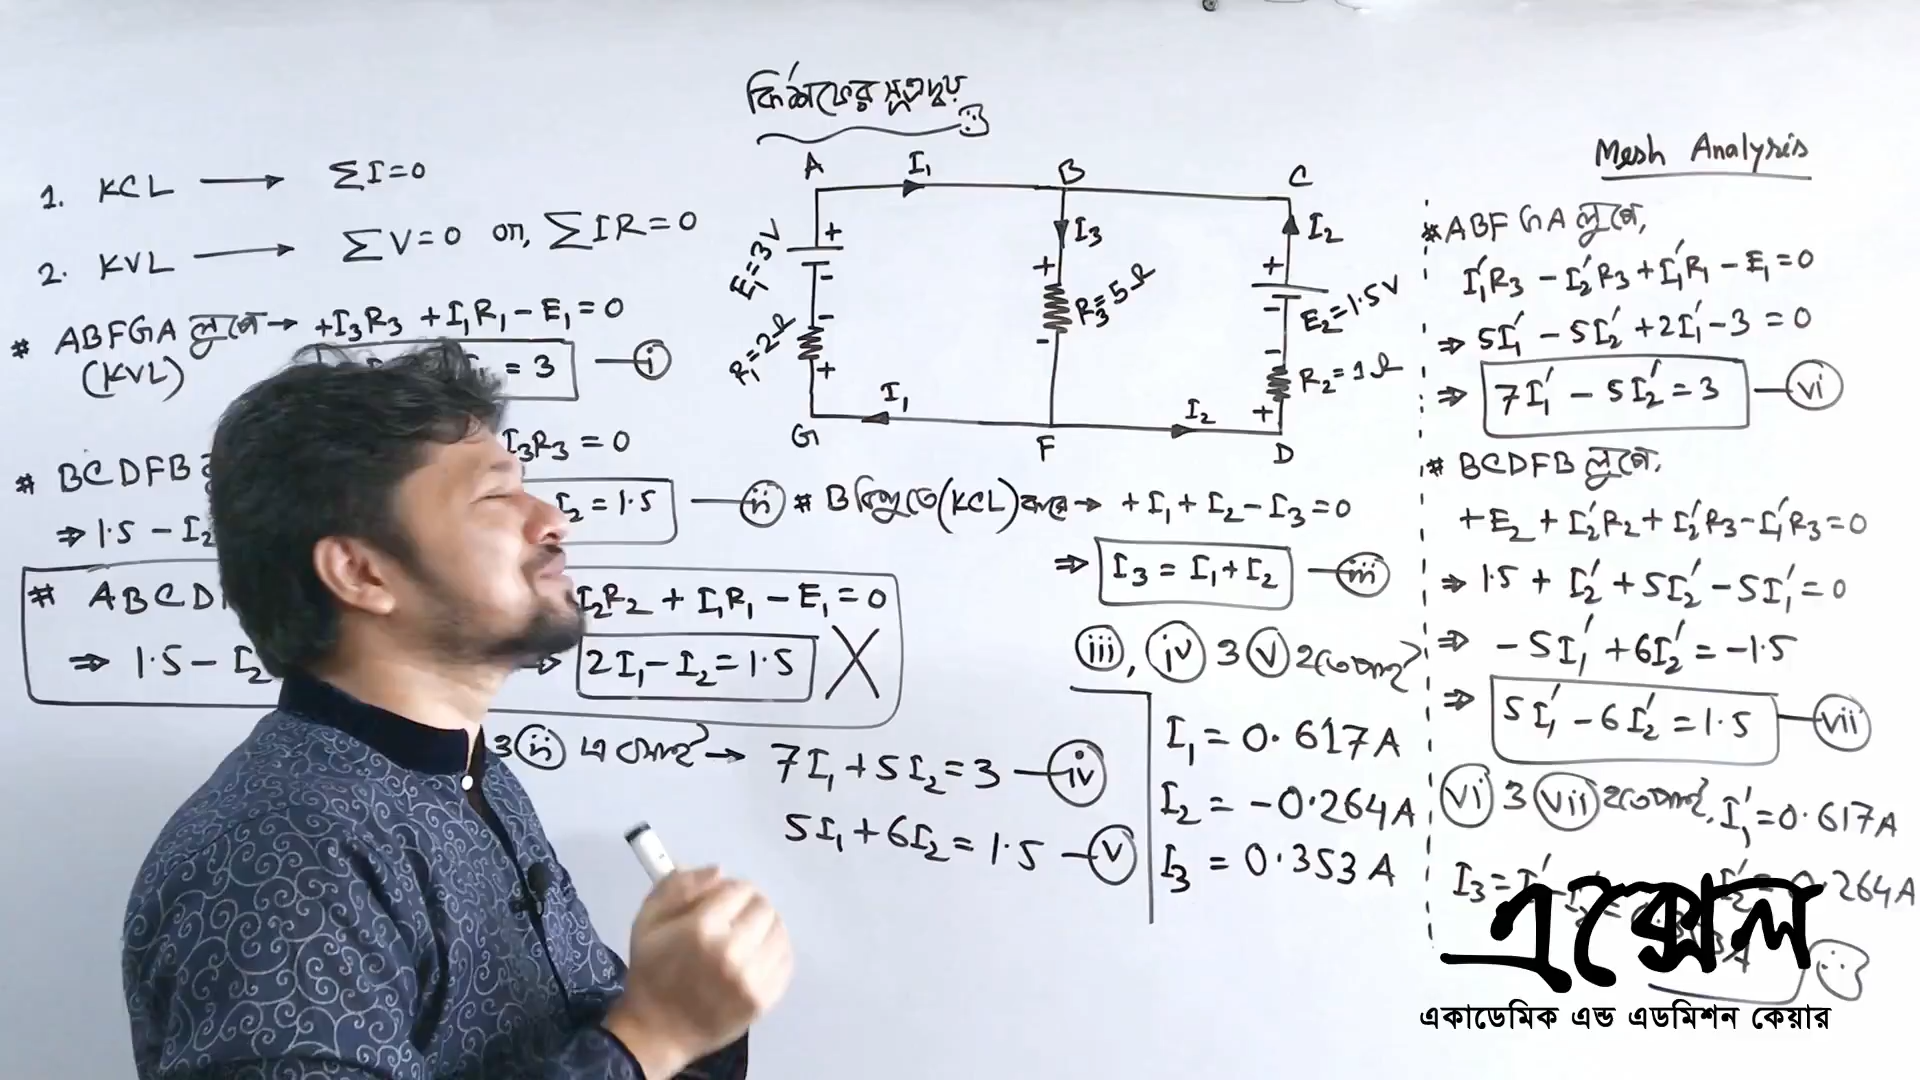 কির্শফের সূত্রদ্বয়
1. KCL → ΣI=0
2. KVL → ΣV=0 or, ΣIR=0
# ABFGA লুপে → +I₃R₃ + I₁R₁ - E₁ = 0
(KVL)
= 3 —(i)
# BCDFB
I₃R₃ = 0
⇒ 1.5 - I₂
I₂ = 1.5 —(ii)
# ABCD
I₂R₂ + I₁R₁ - E₁ = 0
⇒ 1.5 - I₂
2I₁ - I₂ = 1.5
3 (ii) এ
→ 7I₁ + 5I₂ = 3 —(iv)
5I₁ + 6I₂ = 1.5 —(v)
A I₁ B C
E₁=3V + -
R₁=2Ω - +
I₃ + R₃=5Ω -
I₂ + - E₂=1.5V
- R₂=1Ω +
G I₁ F I₂ D
# B বিন্দুতে (KCL) → +I₁ + I₂ - I₃ = 0
⇒ I₃ = I₁ + I₂ —(iii)
(iii), (iv) ও (v) হতে পাই
I₁ = 0.617A
I₂ = -0.264A
I₃ = 0.353A
Mesh Analysis
* ABFGA লুপে,
I₁′R₃ - I₂′R₃ + I₁′R₁ - E₁ = 0
⇒ 5I₁′ - 5I₂′ + 2I₁′ - 3 = 0
⇒ 7I₁′ - 5I₂′ = 3 —(vi)
* BCDFB লুপে,
+E₂ + I₂′R₂ + I₂′R₃ - I₁′R₃ = 0
⇒ 1.5 + I₂′ + 5I₂′ - 5I₁′ = 0
⇒ -5I₁′ + 6I₂′ = -1.5
⇒ 5I₁′ - 6I₂′ = 1.5 —(vii)
(vi) ও (vii) হতে পাই, I₁′ = 0.617A
I₃ = I₁′ - 0.264A
এক্সেল
একাডেমিক এন্ড এডমিশন কেয়ার